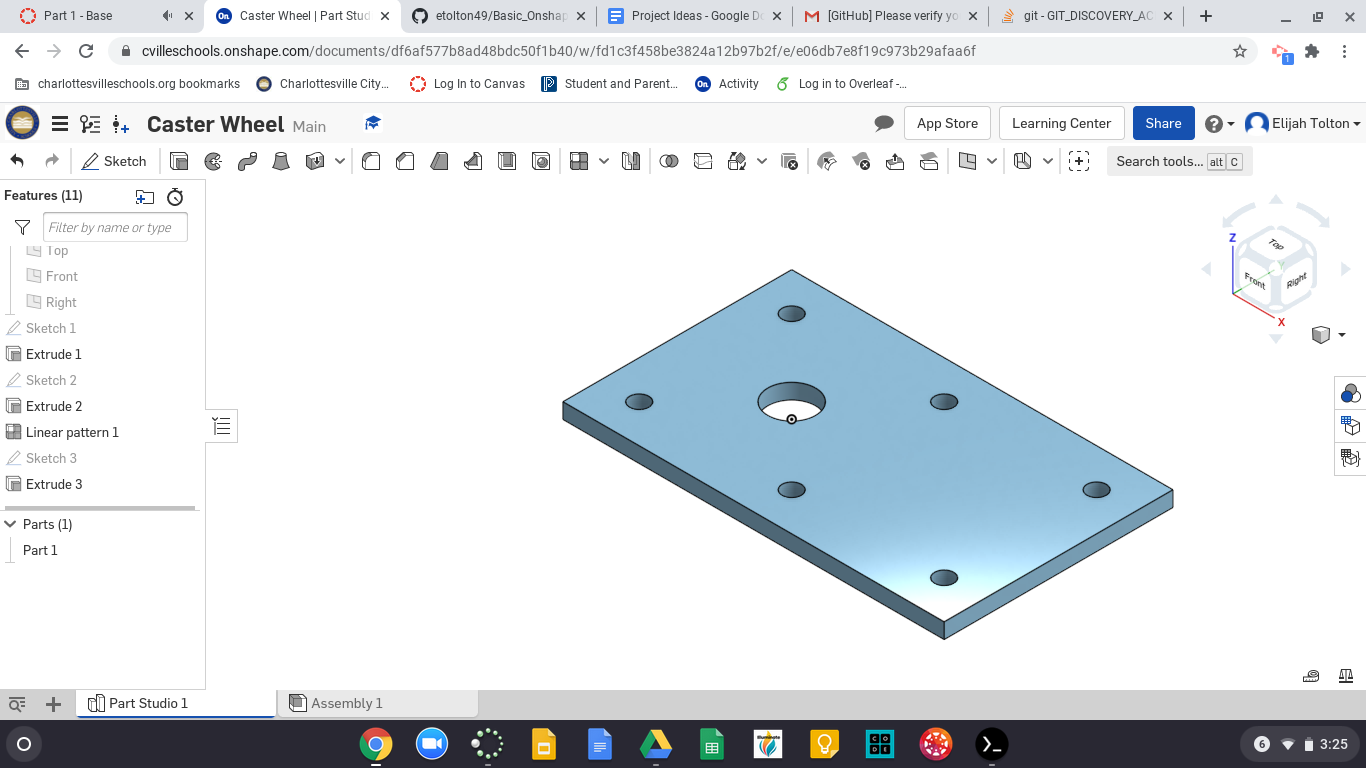 Part 1 - Base
Caster Wheel | Part Stud
etolton49/Basic_Onshap
Project Ideas - Google Do
[GitHub] Please verify yo
git - GIT_DISCOVERY_AC
cvilleschools.onshape.com/documents/df6af577b8ad48bdc50f1b40/w/fd1c3f458be3824a12b97b2f/e/e06db7e8f19c973b29afaa6f
1
charlottesvilleschools.org bookmarks
Charlottesville City...
Log In to Canvas
Student and Parent...
On Activity
Log in to Overleaf -...
Caster Wheel Main
App Store
Learning Center
Share
Elijah Tolton
Sketch
Search tools... alt C
Features (11)
Filter by name or type
Top
Front
Right
Sketch 1
Extrude 1
Sketch 2
Extrude 2
Linear pattern 1
Sketch 3
Extrude 3
Parts (1)
Part 1
Z
Top
Front
Right
X
Part Studio 1
Assembly 1
6
3:25